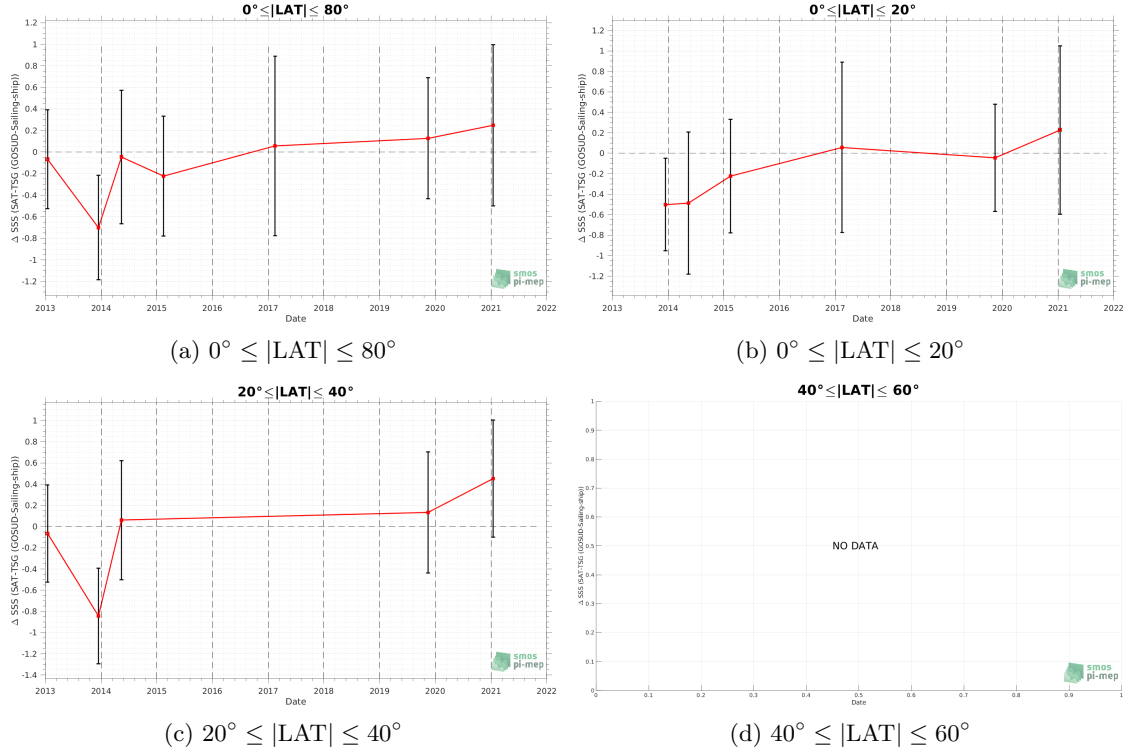 0°≤|LAT|≤ 80°
Δ SSS (SAT-TSG (GOSUD-Sailing-ship))
1.2
1
0.8
0.6
0.4
0.2
0
-0.2
-0.4
-0.6
-0.8
-1
-1.2
2013 2014 2015 2016 2017 2018 2019 2020 2021 2022
Date
smos
pi-mep
(a) 0° ≤ |LAT| ≤ 80°
0°≤|LAT|≤ 20°
Δ SSS (SAT-TSG (GOSUD-Sailing-ship))
1.2
1
0.8
0.6
0.4
0.2
0
-0.2
-0.4
-0.6
-0.8
-1
-1.2
2013 2014 2015 2016 2017 2018 2019 2020 2021 2022
Date
smos
pi-mep
(b) 0° ≤ |LAT| ≤ 20°
20°≤|LAT|≤ 40°
Δ SSS (SAT-TSG (GOSUD-Sailing-ship))
1
0.8
0.6
0.4
0.2
0
-0.2
-0.4
-0.6
-0.8
-1
-1.2
-1.4
2013 2014 2015 2016 2017 2018 2019 2020 2021 2022
Date
smos
pi-mep
(c) 20° ≤ |LAT| ≤ 40°
40°≤|LAT|≤ 60°
Δ SSS (SAT-TSG (GOSUD-Sailing-ship))
1
0.9
0.8
0.7
0.6
0.5
0.4
0.3
0.2
0.1
0
NO DATA
0 0.1 0.2 0.3 0.4 0.5 0.6 0.7 0.8 0.9 1
Date
smos
pi-mep
(d) 40° ≤ |LAT| ≤ 60°